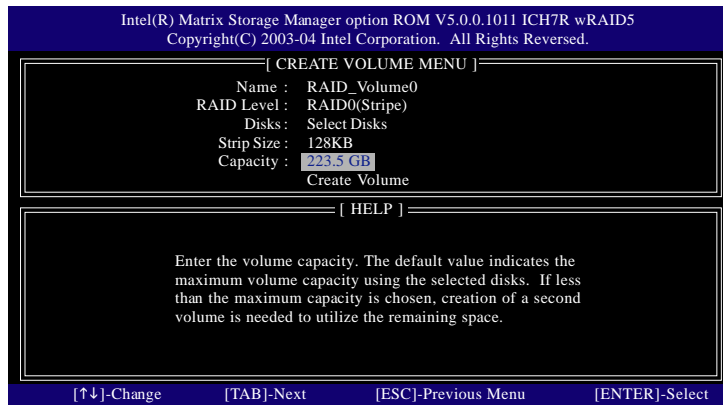 Intel(R) Matrix Storage Manager option ROM V5.0.0.1011 ICH7R wRAID5
Copyright(C) 2003-04 Intel Corporation. All Rights Reversed.
[ CREATE VOLUME MENU ]
Name : RAID_Volume0
RAID Level : RAID0(Stripe)
Disks : Select Disks
Strip Size : 128KB
Capacity : 223.5 GB
Create Volume
[ HELP ]
Enter the volume capacity. The default value indicates the
maximum volume capacity using the selected disks. If less
than the maximum capacity is chosen, creation of a second
volume is needed to utilize the remaining space.
[↑↓]-Change [TAB]-Next [ESC]-Previous Menu [ENTER]-Select